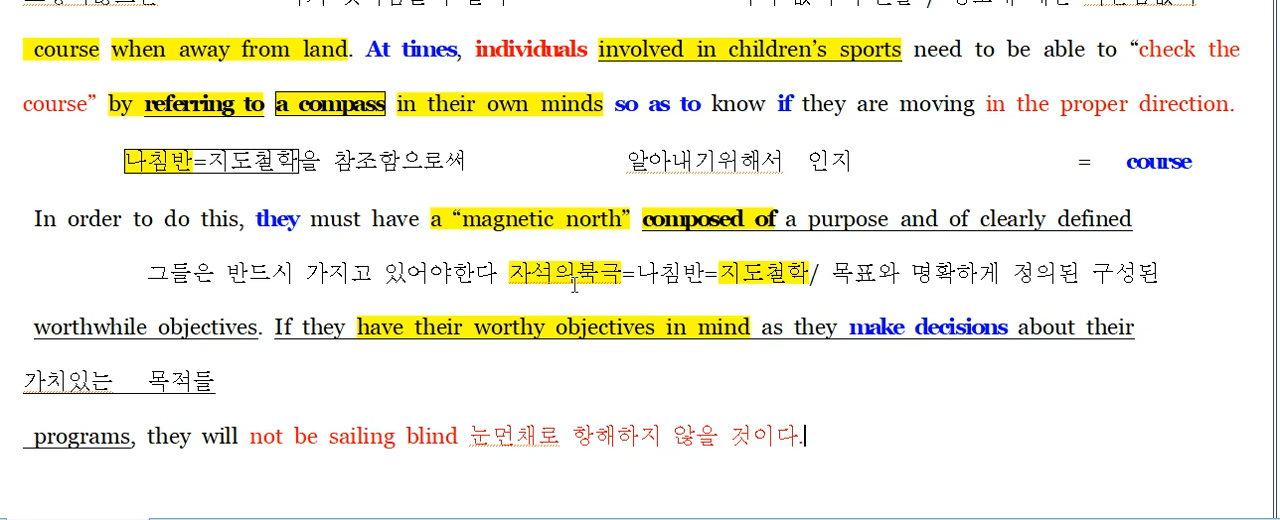 course when away from land. At times, individuals involved in children's sports need to be able to “check the
course” by referring to a compass in their own minds so as to know if they are moving in the proper direction.
나침반=지도철학을 참조함으로써 알아내기위해서 인지 = course
In order to do this, they must have a “magnetic north” composed of a purpose and of clearly defined
그들은 반드시 가지고 있어야한다 자석의북극=나침반=지도철학/ 목표와 명확하게 정의된 구성된
worthwhile objectives. If they have their worthy objectives in mind as they make decisions about their
가치있는 목적들
programs, they will not be sailing blind 눈먼채로 항해하지 않을 것이다.